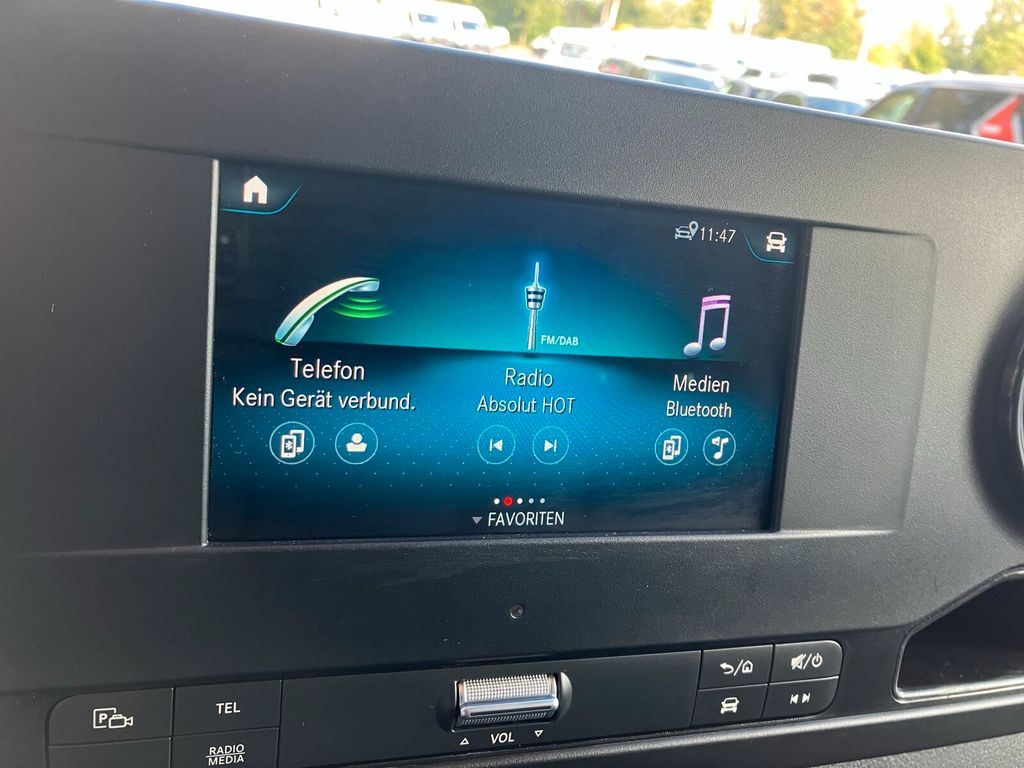 11:47
FM/DAB
Telefon
Kein Gerät verbund.
Radio
Absolut HOT
Medien
Bluetooth
FAVORITEN
P
TEL
RADIO
MEDIA
VOL